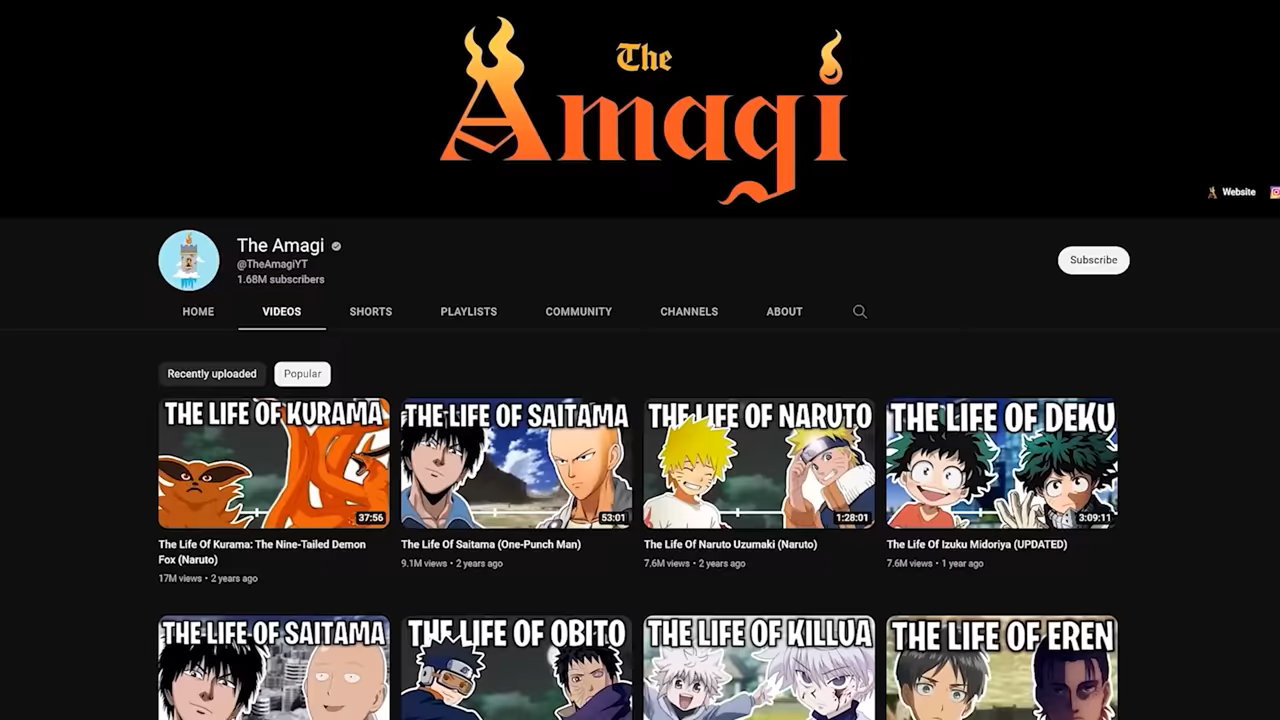 The
Amagi
Website
The Amagi
@TheAmagiYT
1.68M subscribers
Subscribe
HOME VIDEOS SHORTS PLAYLISTS COMMUNITY CHANNELS ABOUT
Recently uploaded Popular
THE LIFE OF KURAMA THE LIFE OF SAITAMA THE LIFE OF NARUTO THE LIFE OF DEKU
37:56 53:01 1:28:01 3:09:11
The Life Of Kurama: The Nine-Tailed Demon
Fox (Naruto)
17M views • 2 years ago
The Life Of Saitama (One-Punch Man)
9.1M views • 2 years ago
The Life Of Naruto Uzumaki (Naruto)
7.6M views • 2 years ago
The Life Of Izuku Midoriya (UPDATED)
7.6M views • 1 year ago
THE LIFE OF SAITAMA THE LIFE OF OBITO THE LIFE OF KILLUA THE LIFE OF EREN